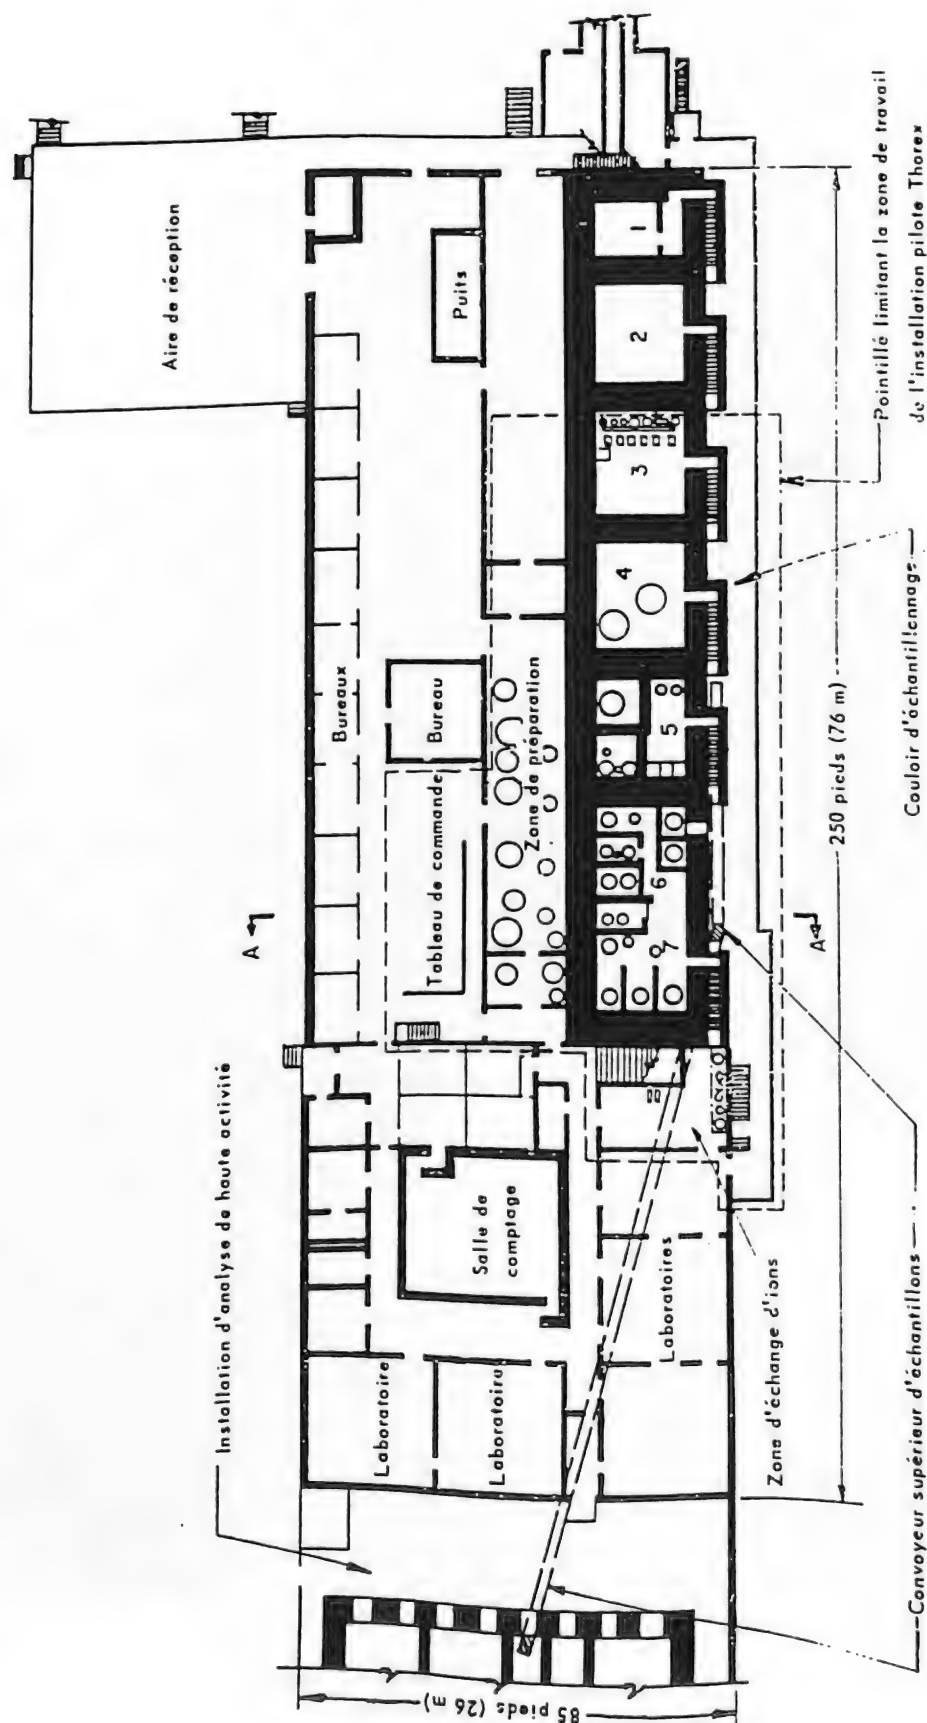 Installation d'analyse de haute activité
Aire de réception
Bureaux
Puits
Bureau
Tableau de commande
Zone de préparation
A
A
1
2
3
4
5
6
7
Salle de
comptage
Laboratoire
Laboratoire
Laboratoires
Zone d'échange d'ions
Convoyeur supérieur d'échantillons
Couloir d'échantillennage
Pointillé limitant la zone de travail
de l'installation pilote Thorex
250 pieds (76 m)
85 pieds (26 m)